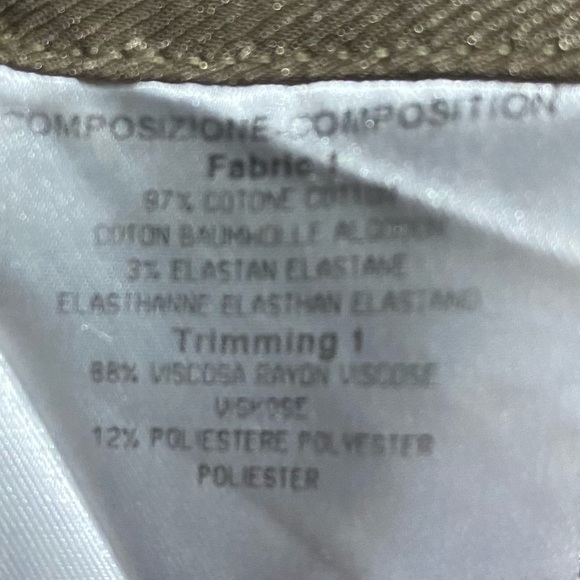 COMPOSIZIONE-COMPOSITION
Fabric 1
97% COTONE COTTON
COTON BAUMWOLLE ALGODON
3% ELASTAN ELASTANE
ELASTHANNE ELASTHAN ELASTANO
Trimming 1
88% VISCOSA RAYON VISCOSE
VISKOSE
12% POLIESTERE POLYESTER
POLIESTER